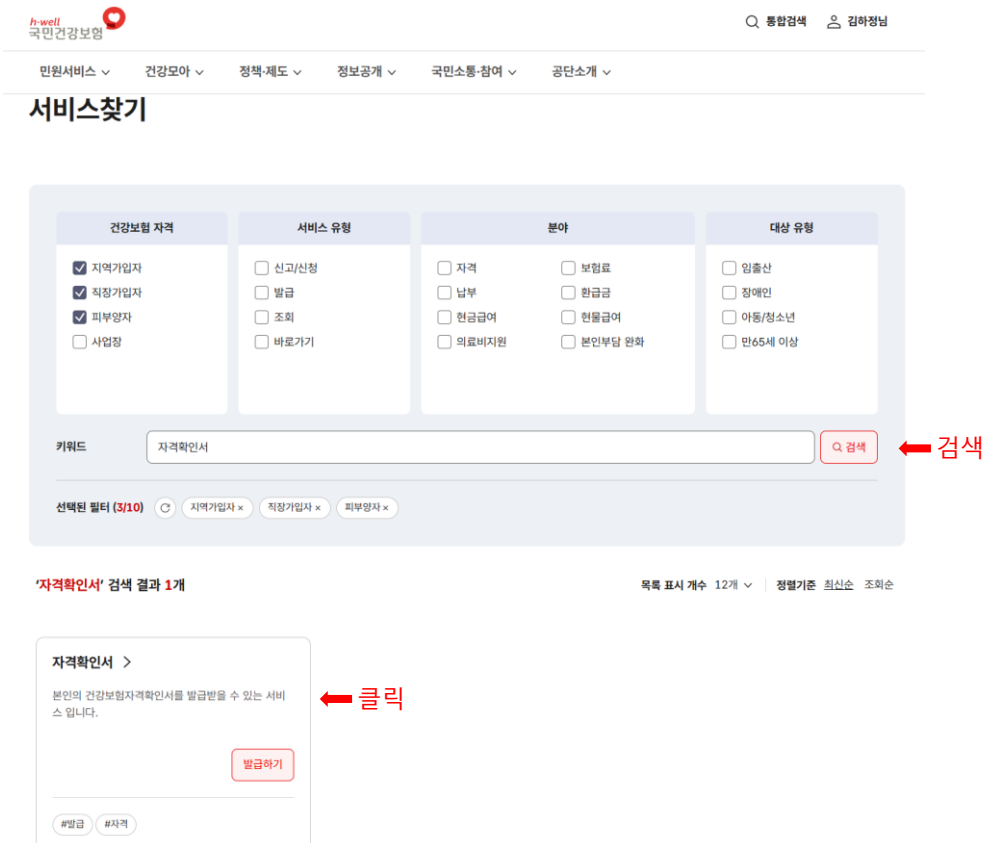 h-well
국민건강보험
통합검색 김하정님
민원서비스 건강모아 정책·제도 정보공개 국민소통·참여 공단소개
서비스찾기
건강보험 자격 서비스 유형 분야 대상 유형
지역가입자 신고/신청 자격 보험료 임출산
직장가입자 발급 납부 환급금 장애인
피부양자 조회 현금급여 현물급여 아동/청소년
사업장 바로가기 의료비지원 본인부담 완화 만65세 이상
키워드 자격확인서 검색 검색
선택된 필터 (3/10) 지역가입자 × 직장가입자 × 피부양자 ×
‘자격확인서’ 검색 결과 1개 목록 표시 개수 12개 정렬기준 최신순 조회순
자격확인서
본인의 건강보험자격확인서를 발급받을 수 있는 서비
스 입니다.
클릭
발급하기
#발급 #자격